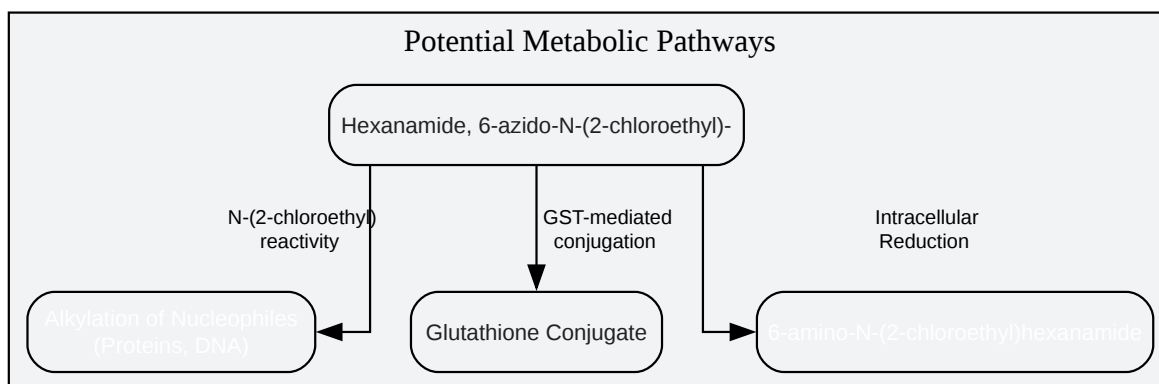 Potential Metabolic Pathways
Hexanamide, 6-azido-N-(2-chloroethyl)-
N-(2-chloroethyl)
reactivity
GST-mediated
conjugation
Intracellular
Reduction
Alkylation of Nucleophiles
(Proteins, DNA)
Glutathione Conjugate
6-amino-N-(2-chloroethyl)hexanamide